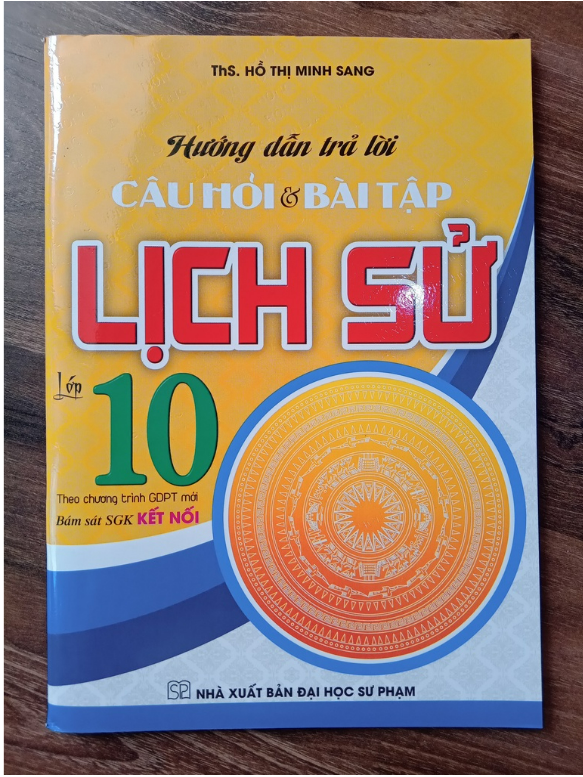 ThS. HỒ THỊ MINH SANG
Hướng dẫn trả lời
CÂU HỎI & BÀI TẬP
LỊCH SỬ
Lớp 10
Theo chương trình GDPT mới
Bám sát SGK KẾT NỐI
NHÀ XUẤT BẢN ĐẠI HỌC SƯ PHẠM